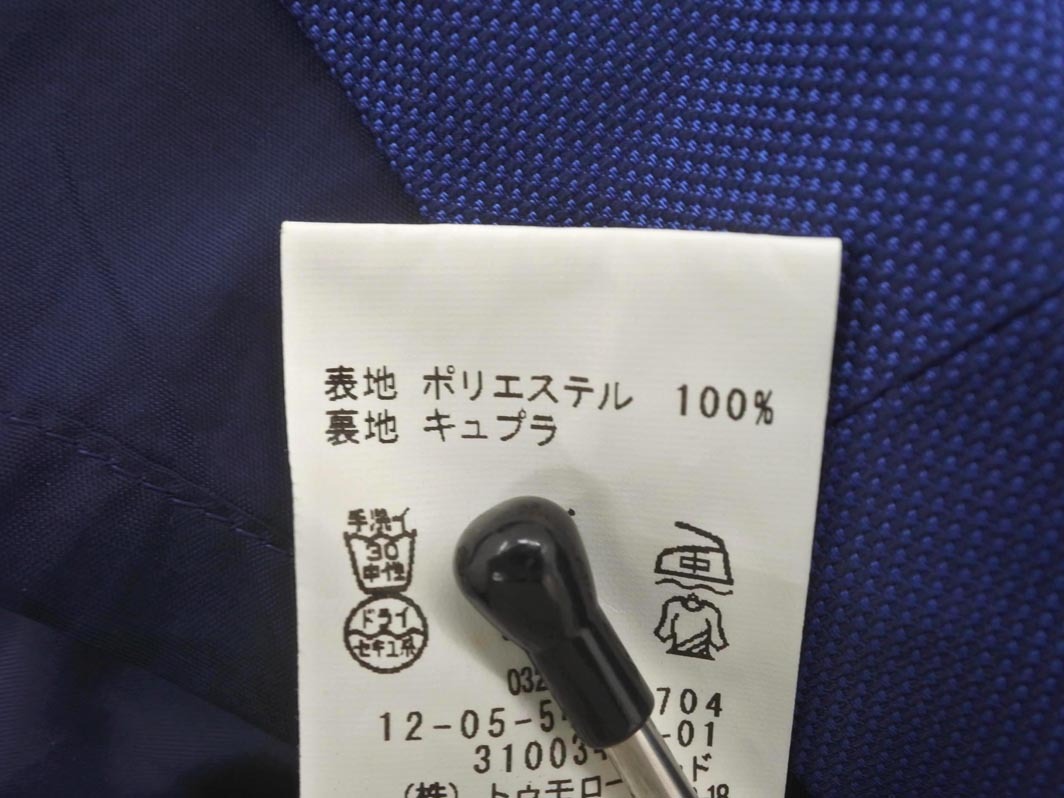 表地 ポリエステル 100%
裏地 キュプラ
手洗イ
30
中性
中
ドライ
セキユ系
032
12-05-5 704
31003 -01
(株) トゥモロー ド
18